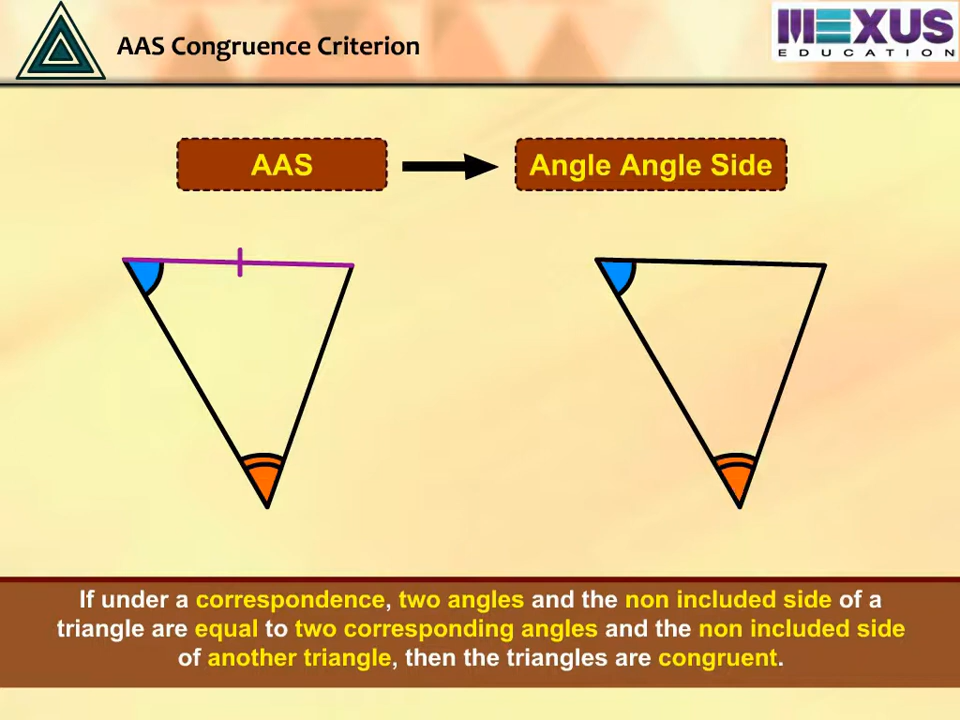 AAS Congruence Criterion
MEXUS
EDUCATION
AAS
Angle Angle Side
If under a correspondence, two angles and the non included side of a
triangle are equal to two corresponding angles and the non included side
of another triangle, then the triangles are congruent.